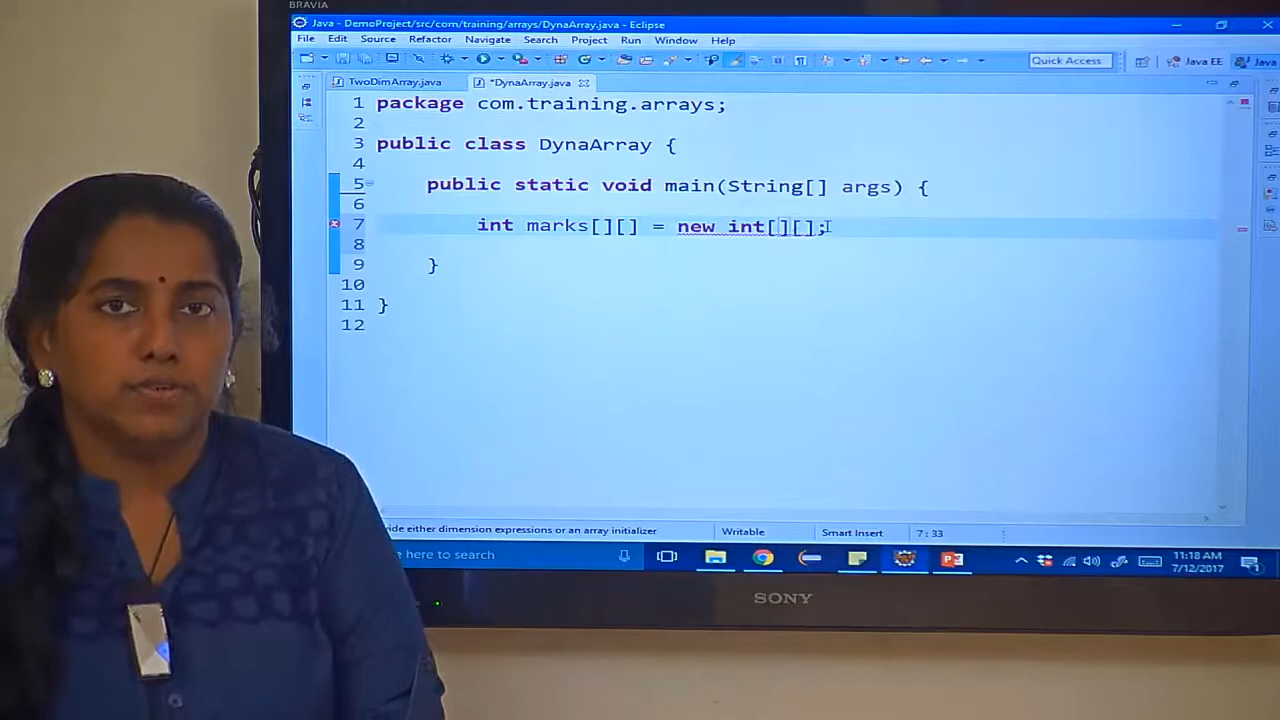 BRAVIA
Java - DemoProject/src/com/training/arrays/DynaArray.java - Eclipse
File Edit Source Refactor Navigate Search Project Run Window Help
Quick Access
Java EE
Java
TwoDimArray.java
*DynaArray.java
1 package com.training.arrays;
2
3 public class DynaArray {
4
5 public static void main(String[] args) {
6
7 int marks[][] = new int[][];
8
9 }
10
11 }
12
ide either dimension expressions or an array initializer
Writable
Smart Insert
7 : 33
here to search
11:18 AM
7/12/2017
SONY